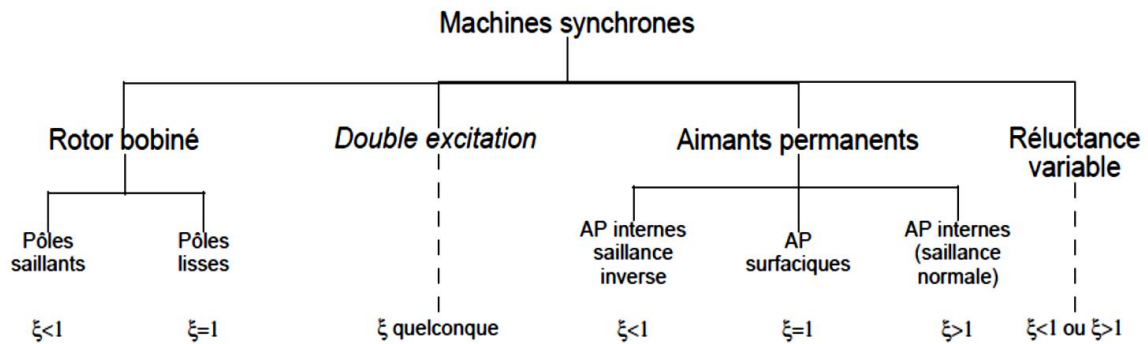 Machines synchrones
Rotor bobiné
Double excitation
Aimants permanents
Réluctance
variable
Pôles
saillants
Pôles
lisses
AP internes
saillance
inverse
AP
surfaciques
AP internes
(saillance
normale)
ξ<1
ξ=1
ξ quelconque
ξ<1
ξ=1
ξ>1
ξ<1 ou ξ>1